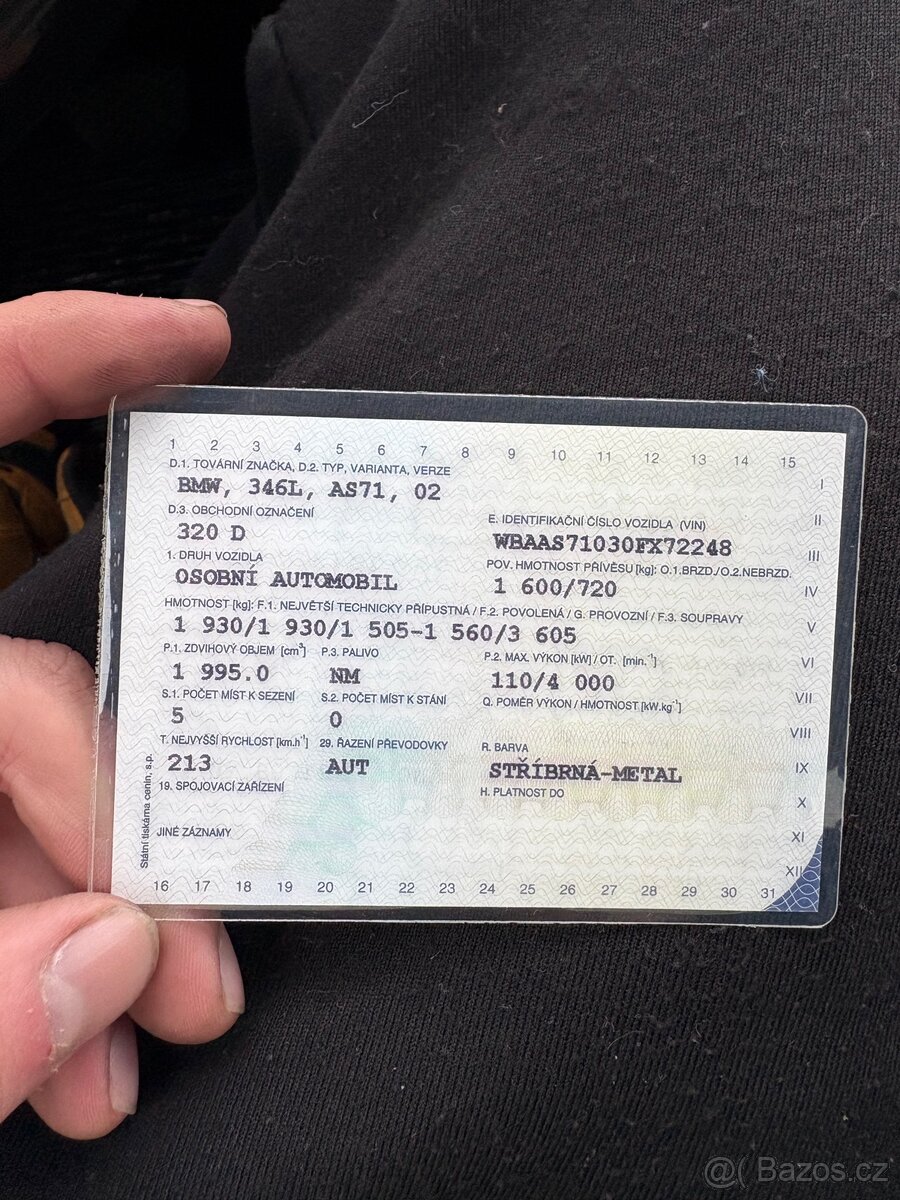 1 2 3 4 5 6 7 8 9 10 11 12 13 14 15
D.1. TOVÁRNÍ ZNAČKA, D.2. TYP, VARIANTA, VERZE
I
BMW, 346L, AS71, 02
D.3. OBCHODNÍ OZNAČENÍ
E. IDENTIFIKAČNÍ ČÍSLO VOZIDLA (VIN)
II
320 D
WBAAS71030FX72248
1. DRUH VOZIDLA
POV. HMOTNOST PŘÍVĚSU [kg]: O.1.BRZD./O.2.NEBRZD.
III
OSOBNÍ AUTOMOBIL
1 600/720
IV
HMOTNOST [kg]: F.1. NEJVĚTŠÍ TECHNICKY PŘÍPUSTNÁ / F.2. POVOLENÁ / G. PROVOZNÍ / F.3. SOUPRAVY
V
1 930/1 930/1 505-1 560/3 605
P.1. ZDVIHOVÝ OBJEM [cm³]
P.3. PALIVO
P.2. MAX. VÝKON [kW] / OT. [min.⁻¹]
VI
1 995.0
NM
110/4 000
S.1. POČET MÍST K SEZENÍ
S.2. POČET MÍST K STÁNÍ
Q. POMĚR VÝKON / HMOTNOST [kW.kg⁻¹]
VII
5
0
VIII
T. NEJVYŠŠÍ RYCHLOST [km.h⁻¹]
29. ŘAZENÍ PŘEVODOVKY
R. BARVA
213
AUT
STŘÍBRNÁ-METAL
IX
19. SPOJOVACÍ ZAŘÍZENÍ
H. PLATNOST DO
X
JINÉ ZÁZNAMY
XI
XII
Státní tiskárna cenin, s.p.
16 17 18 19 20 21 22 23 24 25 26 27 28 29 30 31
@( Bazos.cz